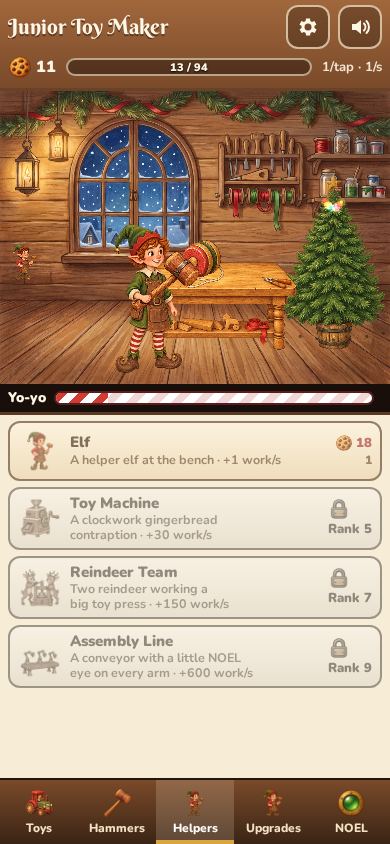 Junior Toy Maker
11
13 / 94
1/tap · 1/s
Yo-yo
Elf
18
A helper elf at the bench · +1 work/s
1
Toy Machine
A clockwork gingerbread
contraption · +30 work/s
Rank 5
Reindeer Team
Two reindeer working a
big toy press · +150 work/s
Rank 7
Assembly Line
A conveyor with a little NOEL
eye on every arm · +600 work/s
Rank 9
Toys
Hammers
Helpers
Upgrades
NOEL